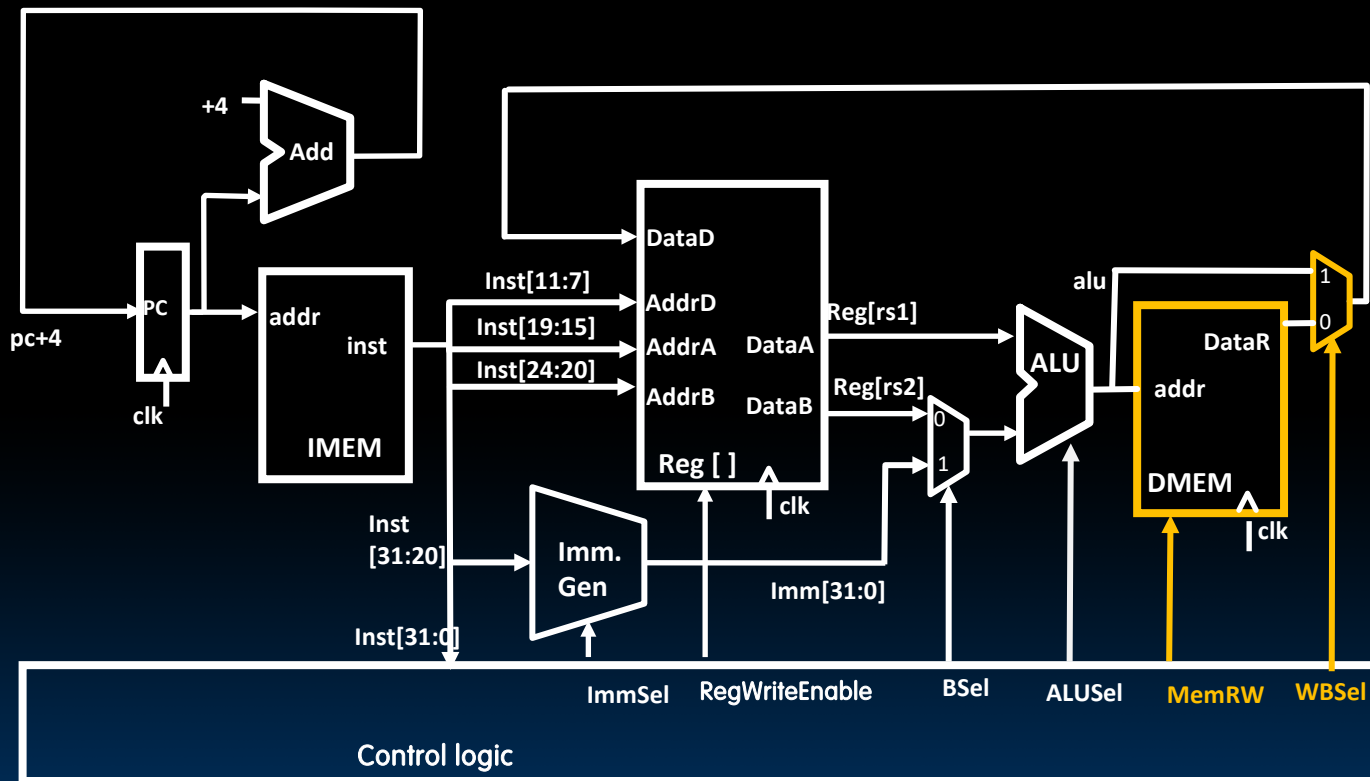 +4
Add
pc+4
PC
clk
addr
inst
IMEM
Inst[11:7]
Inst[19:15]
Inst[24:20]
DataD
AddrD
AddrA
AddrB
DataA
DataB
Reg [ ]
clk
Reg[rs1]
Reg[rs2]
0
1
ALU
alu
DataR
addr
DMEM
clk
1
0
Inst
[31:20]
Imm.
Gen
Imm[31:0]
Inst[31:0]
ImmSel
RegWriteEnable
BSel
ALUSel
MemRW
WBSel
Control logic